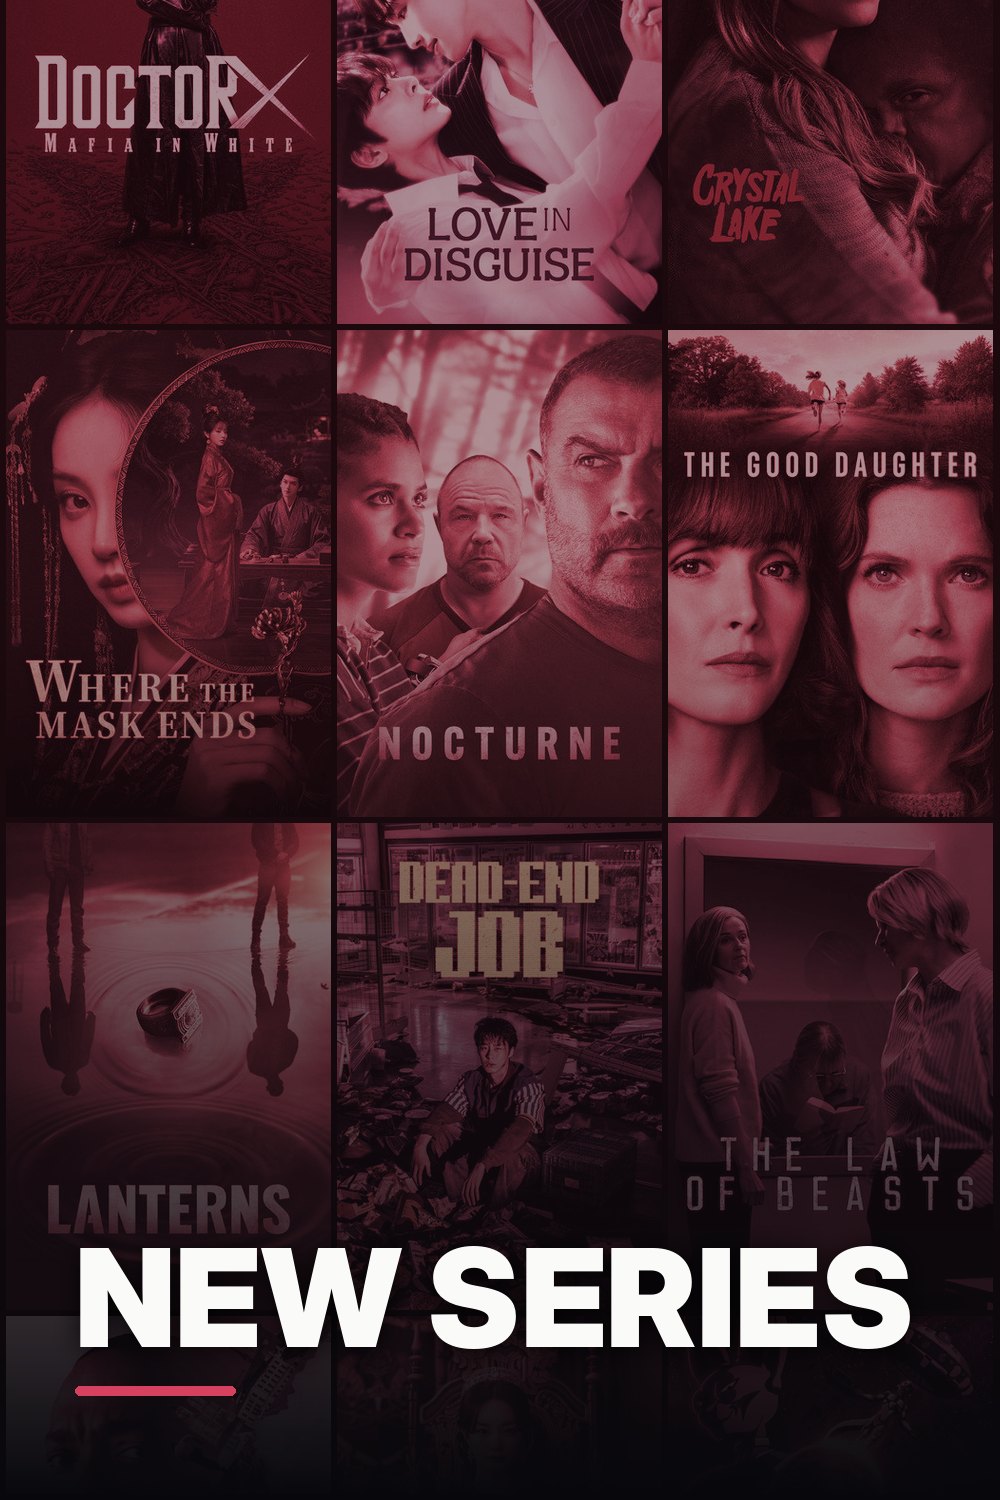 DOCTOR X
MAFIA IN WHITE
LOVE IN
DISGUISE
CRYSTAL
LAKE
WHERE THE
MASK ENDS
NOCTURNE
THE GOOD DAUGHTER
LANTERNS
DEAD-END
JOB
THE LAW
OF BEASTS
NEW SERIES